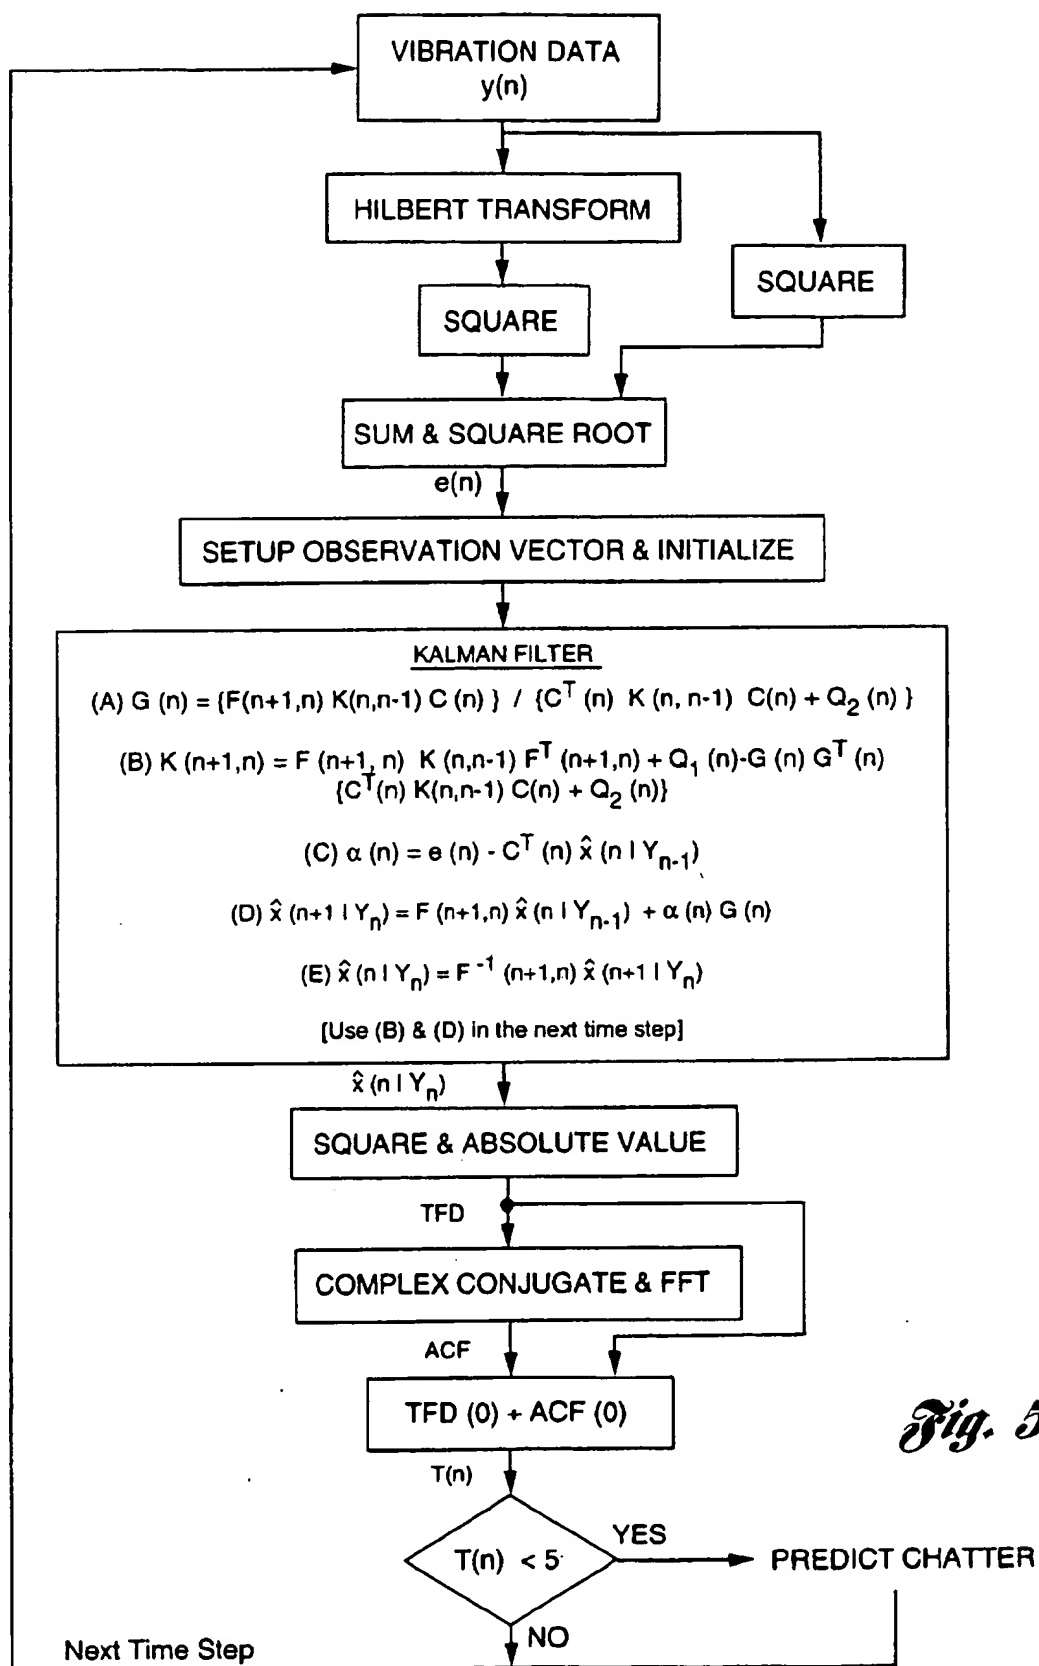 VIBRATION DATA
y(n)
HILBERT TRANSFORM
SQUARE
SQUARE
SUM & SQUARE ROOT
e(n)
SETUP OBSERVATION VECTOR & INITIALIZE
KALMAN FILTER
(A) G (n) = {F(n+1,n) K(n,n-1) C (n) } / {C^T (n) K (n, n-1) C(n) + Q_2 (n) }
(B) K (n+1,n) = F (n+1, n) K (n,n-1) F^T (n+1,n) + Q_1 (n)-G (n) G^T (n)
{C^T(n) K(n,n-1) C(n) + Q_2 (n)}
(C) α (n) = e (n) - C^T (n) x̂ (n | Y_{n-1})
(D) x̂ (n+1 | Y_n) = F (n+1,n) x̂ (n | Y_{n-1}) + α (n) G (n)
(E) x̂ (n | Y_n) = F^{-1} (n+1,n) x̂ (n+1 | Y_n)
[Use (B) & (D) in the next time step]
x̂ (n | Y_n)
SQUARE & ABSOLUTE VALUE
TFD
COMPLEX CONJUGATE & FFT
ACF
TFD (0) + ACF (0)
Fig. 5
T(n)
T(n) < 5
YES
PREDICT CHATTER
NO
Next Time Step